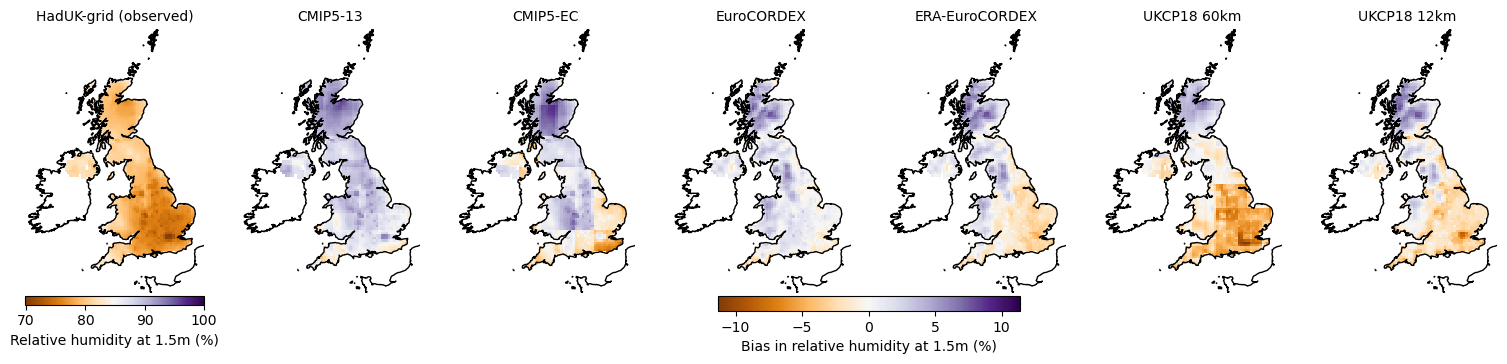 HadUK-grid (observed) CMIP5-13 CMIP5-EC EuroCORDEX ERA-EuroCORDEX UKCP18 60km UKCP18 12km
70 80 90 100
Relative humidity at 1.5m (%)
−10 −5 0 5 10
Bias in relative humidity at 1.5m (%)